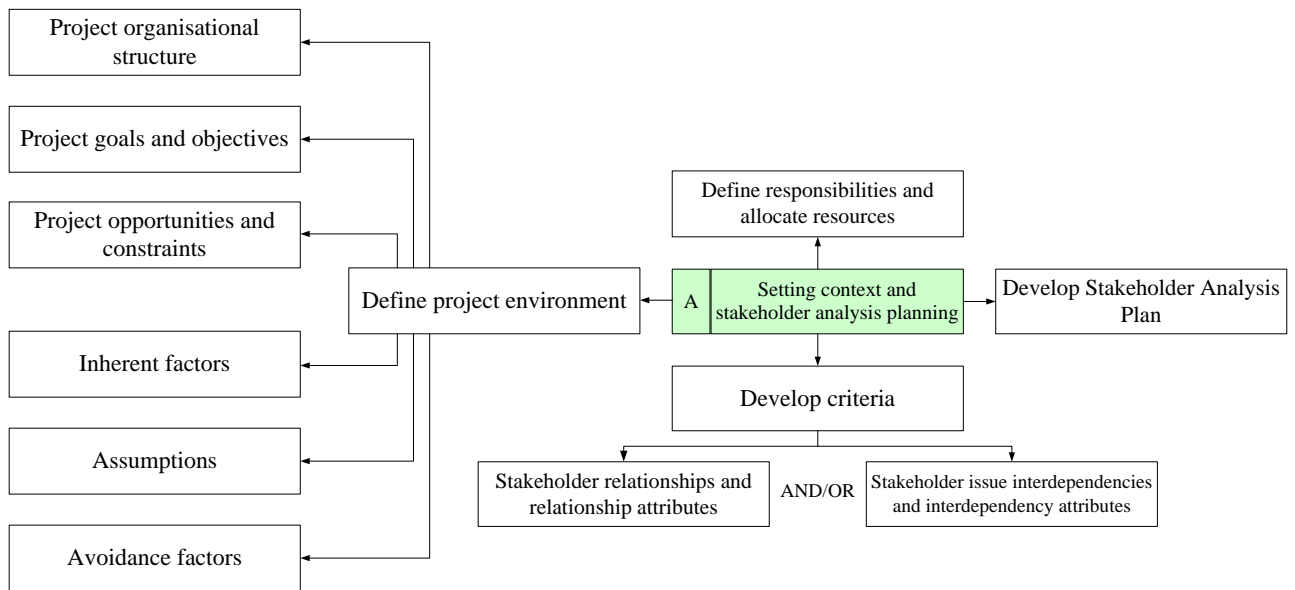 Project organisational
structure
Project goals and objectives
Project opportunities and
constraints
Inherent factors
Assumptions
Avoidance factors
Define project environment
Define responsibilities and
allocate resources
A
Setting context and
stakeholder analysis planning
Develop Stakeholder Analysis
Plan
Develop criteria
Stakeholder relationships and
relationship attributes
AND/OR
Stakeholder issue interdependencies
and interdependency attributes